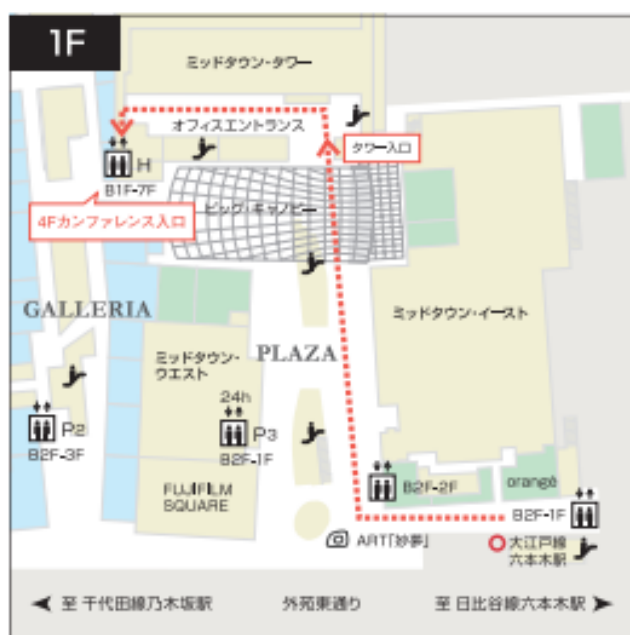 1F
ミッドタウン・タワー
オフィスエントランス
タワー入口
H
B1F-7F
4Fカンファレンス入口
ビッグ・キャノピー
GALLERIA
ミッドタウン・イースト
ミッドタウン・
ウエスト
PLAZA
24h
P2
B2F-3F
P3
B2F-1F
B2F-2F
orangé
FUJIFILM
SQUARE
B2F-1F
ART「妙夢」
大江戸線
六本木駅
至 千代田線乃木坂駅
外苑東通り
至 日比谷線六本木駅